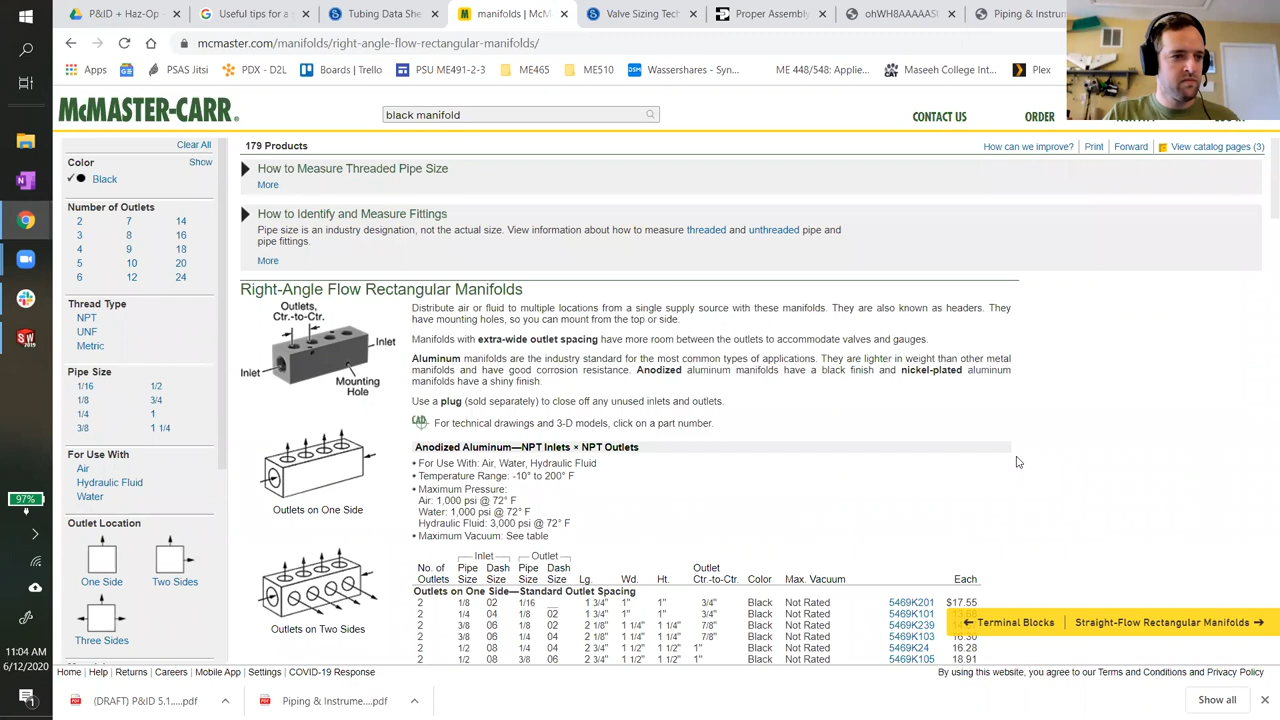 P&ID + Haz-Op
Useful tips for a
Tubing Data She
manifolds | McM
Valve Sizing Tech
Proper Assembly
ohWH8AAAAAS
Piping & Instrum
mcmaster.com/manifolds/right-angle-flow-rectangular-manifolds/
Apps
PSAS Jitsi
PDX - D2L
Boards | Trello
PSU ME491-2-3
ME465
ME510
Wassershares - Syn...
ME 448/548: Applie...
Maseeh College Int...
Plex
McMASTER-CARR®
black manifold
CONTACT US
ORDER
Clear All
Color
Show
Black
Number of Outlets
2 7 14
3 8 16
4 9 18
5 10 20
6 12 24
Thread Type
NPT
UNF
Metric
Pipe Size
1/16 1/2
1/8 3/4
1/4 1
3/8 1 1/4
For Use With
Air
Hydraulic Fluid
Water
Outlet Location
One Side
Two Sides
Three Sides
179 Products
How can we improve?
Print
Forward
View catalog pages (3)
How to Measure Threaded Pipe Size
More
How to Identify and Measure Fittings
Pipe size is an industry designation, not the actual size. View information about how to measure threaded and unthreaded pipe and
pipe fittings.
More
Right-Angle Flow Rectangular Manifolds
Outlets,
Ctr.-to-Ctr.
Inlet
Inlet
Mounting
Hole
Outlets on One Side
Outlets on Two Sides
Distribute air or fluid to multiple locations from a single supply source with these manifolds. They are also known as headers. They
have mounting holes, so you can mount from the top or side.
Manifolds with extra-wide outlet spacing have more room between the outlets to accommodate valves and gauges.
Aluminum manifolds are the industry standard for the most common types of applications. They are lighter in weight than other metal
manifolds and have good corrosion resistance. Anodized aluminum manifolds have a black finish and nickel-plated aluminum
manifolds have a shiny finish.
Use a plug (sold separately) to close off any unused inlets and outlets.
CAD
For technical drawings and 3-D models, click on a part number.
Anodized Aluminum—NPT Inlets × NPT Outlets
• For Use With: Air, Water, Hydraulic Fluid
• Temperature Range: -10° to 200° F
• Maximum Pressure:
Air: 1,000 psi @ 72° F
Water: 1,000 psi @ 72° F
Hydraulic Fluid: 3,000 psi @ 72° F
• Maximum Vacuum: See table
Inlet Outlet
No. of Pipe Dash Pipe Dash Outlet
Outlets Size Size Size Size Lg. Wd. Ht. Ctr.-to-Ctr. Color Max. Vacuum Each
Outlets on One Side—Standard Outlet Spacing
2 1/8 02 1/16 __ 1 3/4" 1" 1" 3/4" Black Not Rated 5469K201 $17.55
2 1/4 04 1/8 02 1 3/4" 1" 1" 3/4" Black Not Rated 5469K101
2 3/8 06 1/8 02 2 1/8" 1 1/4" 1 1/4" 7/8" Black Not Rated 5469K239
2 3/8 06 1/4 04 2 1/8" 1 1/4" 1 1/4" 7/8" Black Not Rated 5469K103 16.30
2 1/2 08 1/4 04 2 3/4" 1 1/2" 1 1/2" 1" Black Not Rated 5469K24 16.28
2 1/2 08 3/8 06 2 3/4" 1 1/2" 1 1/2" 1" Black Not Rated 5469K105 18.91
Terminal Blocks
Straight-Flow Rectangular Manifolds
Home | Help | Returns | Careers | Mobile App | Settings | COVID-19 Response
By using this website, you agree to our Terms and Conditions and Privacy Policy
(DRAFT) P&ID 5.1.....pdf
Piping & Instrume....pdf
Show all
97%
11:04 AM
6/12/2020
1